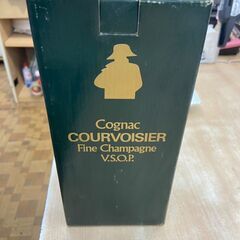 Cognac
COURVOISIER
Fine Champagne
V.S.O.P.